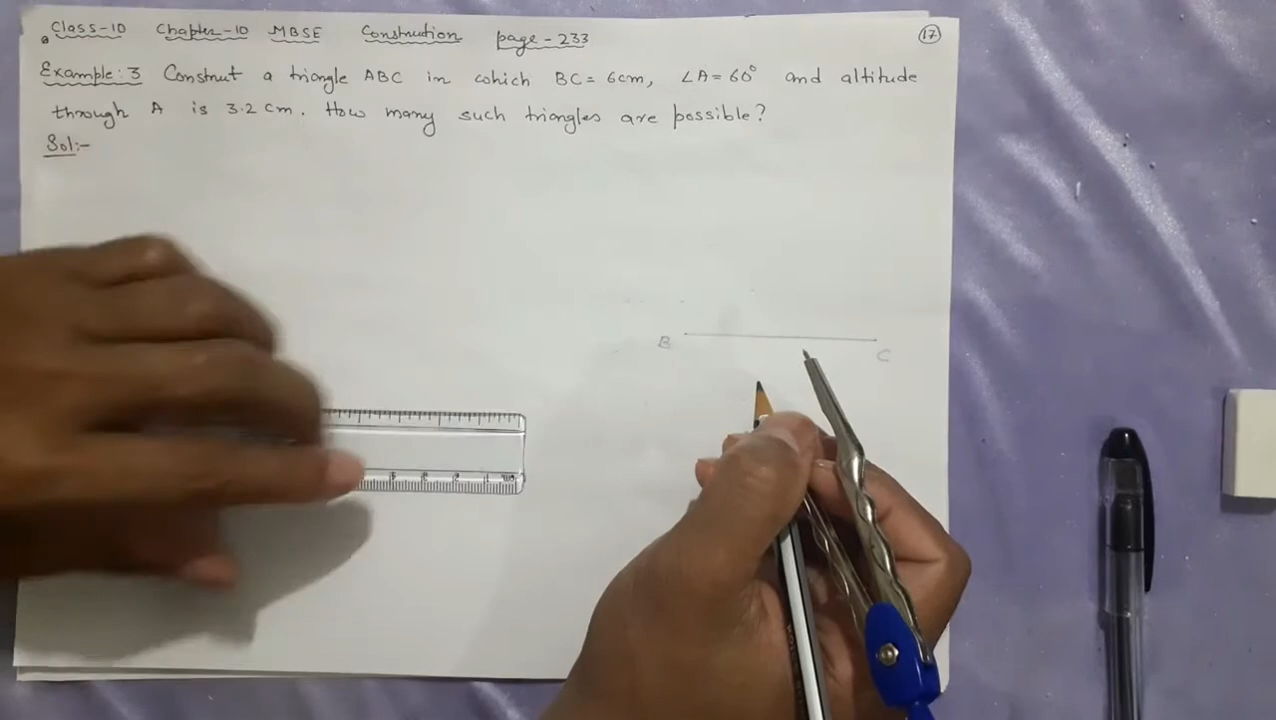 Class-10 Chapter-10 MBSE Construction page-233 17
Example:3 Construct a triangle ABC in which BC = 6cm, ∠A = 60° and altitude
through A is 3.2 cm. How many such triangles are possible?
Sol:-
B C